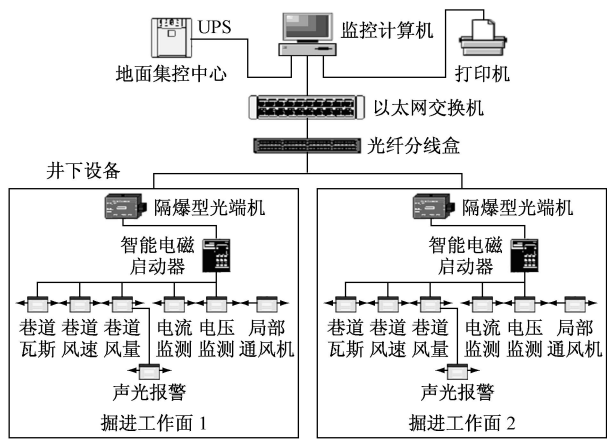 UPS
监控计算机
地面集控中心
打印机
以太网交换机
光纤分线盒
井下设备
隔爆型光端机
智能电磁
启动器
巷道
瓦斯
巷道
风速
巷道
风量
电流
监测
电压
监测
局部
通风机
声光报警
掘进工作面 1
隔爆型光端机
智能电磁
启动器
巷道
瓦斯
巷道
风速
巷道
风量
电流
监测
电压
监测
局部
通风机
声光报警
掘进工作面 2